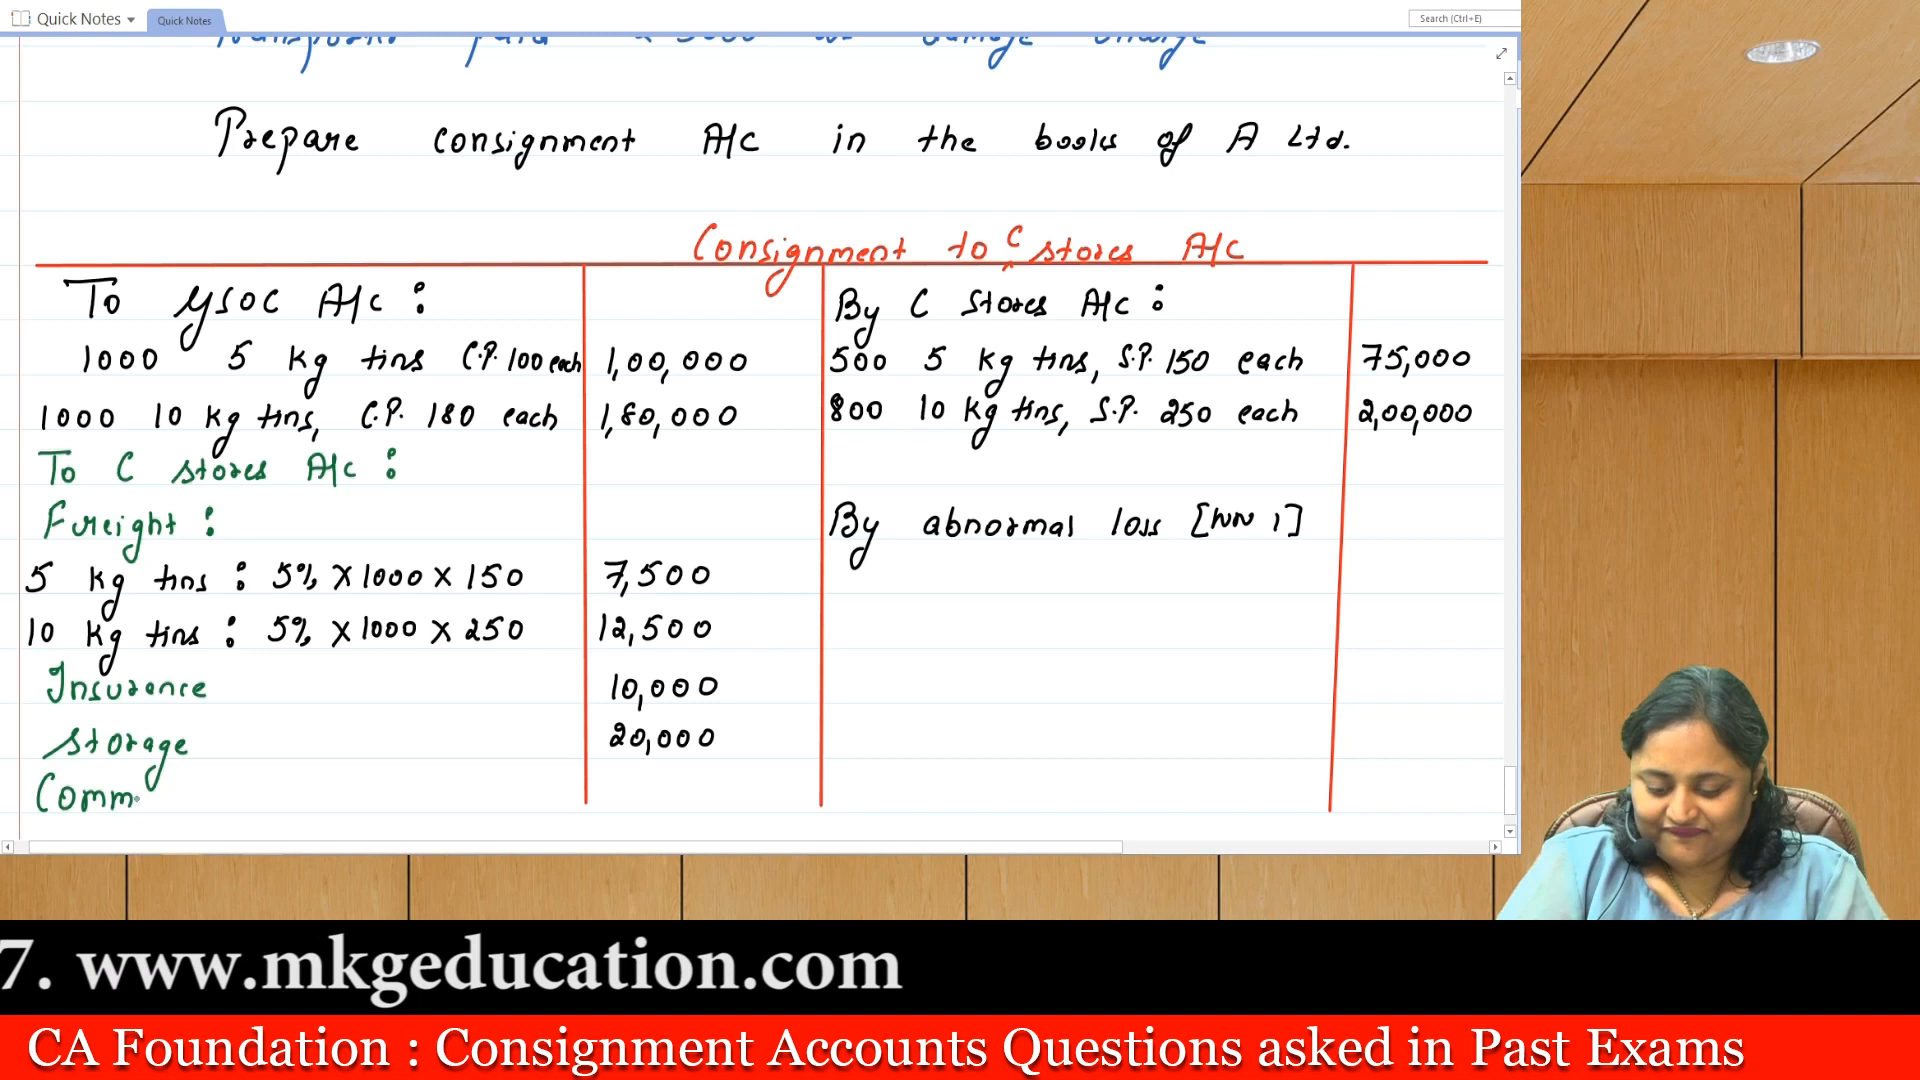 Quick Notes
Quick Notes
Search (Ctrl+E)
Prepare consignment A/c in the books of A Ltd.
Consignment to C stores A/c
To GSOC A/c :
1000 5 kg tins C.P. 100 each 1,00,000
1000 10 kg tins, C.P. 180 each 1,80,000
To C stores A/c :
Freight :
5 kg tins : 5% X 1000 X 150 7,500
10 kg tins : 5% X 1000 X 250 12,500
Insurance 10,000
Storage 20,000
Comm
By C stores A/c :
500 5 kg tins, S.P. 150 each 75,000
800 10 kg tins, S.P. 250 each 2,00,000
By abnormal loss [WN 1]
7. www.mkgeducation.com
CA Foundation : Consignment Accounts Questions asked in Past Exams